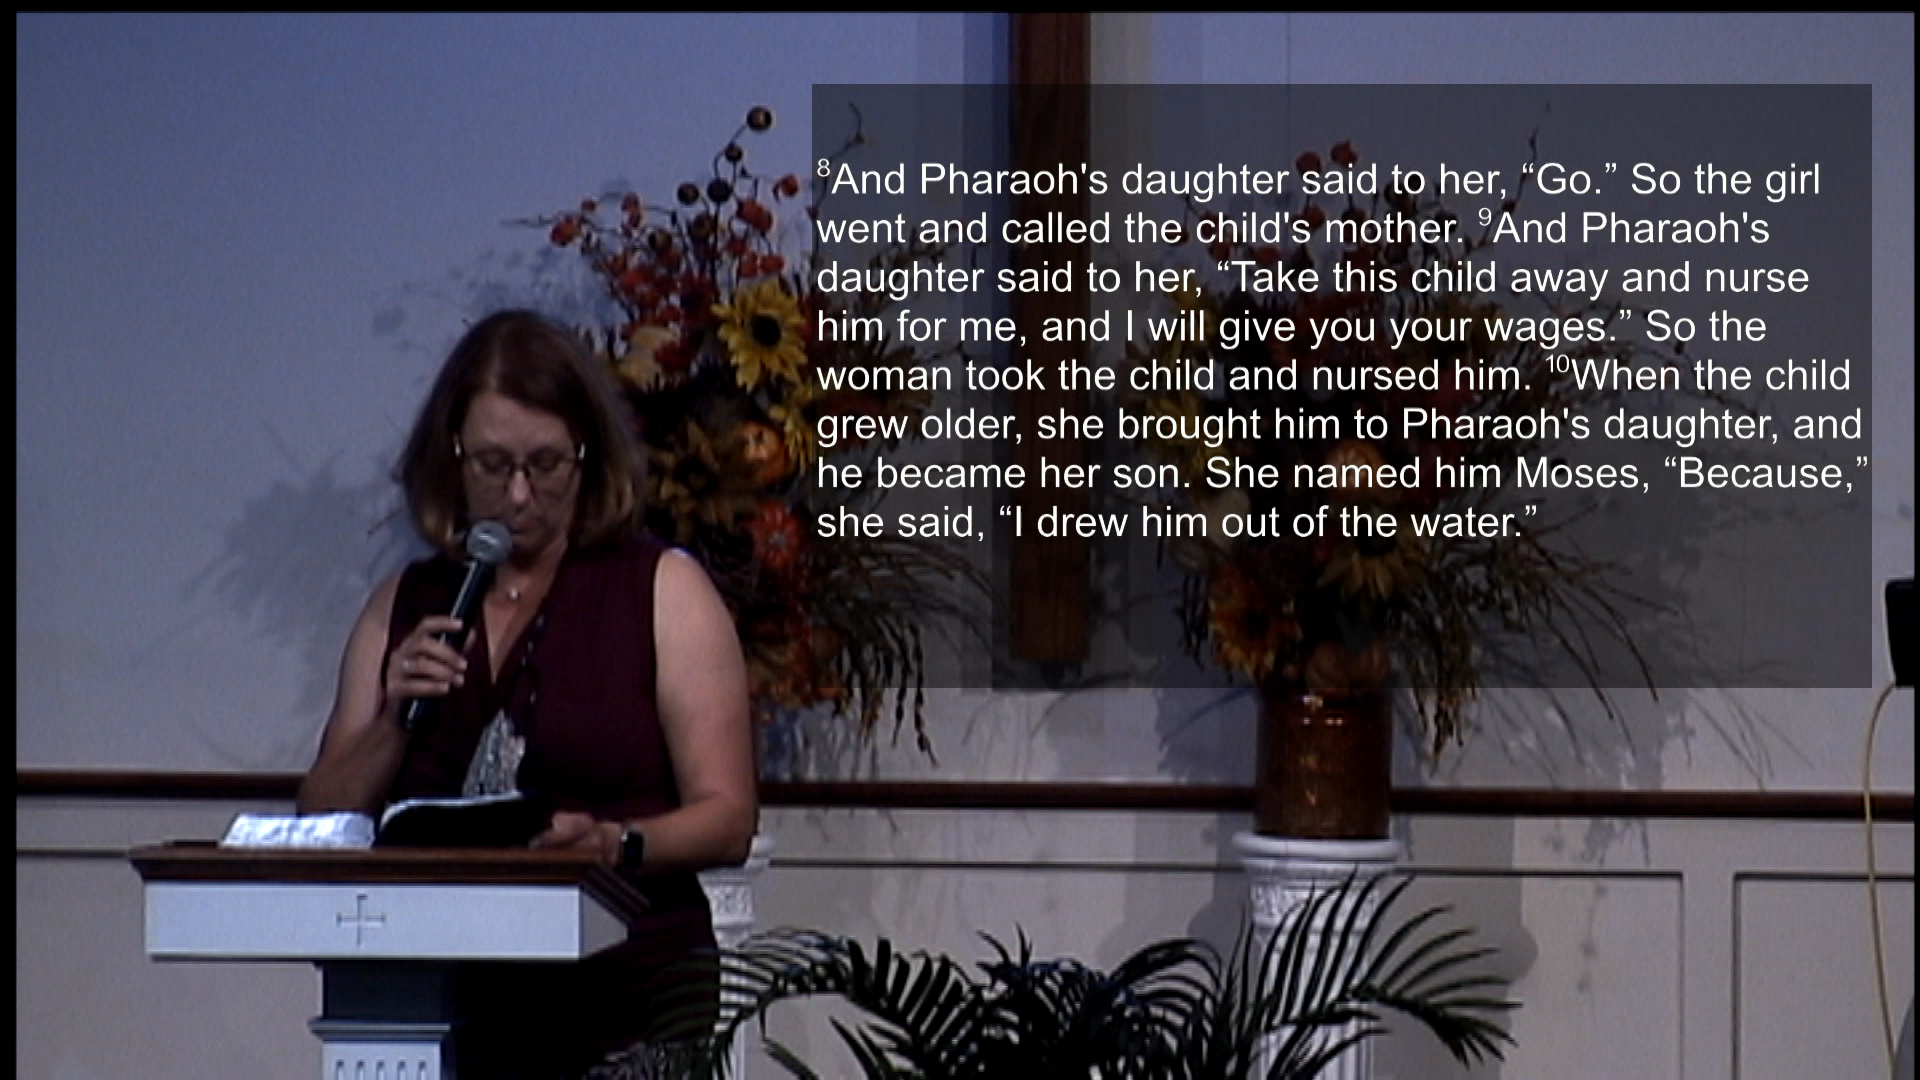 ⁸And Pharaoh's daughter said to her, “Go.” So the girl
went and called the child's mother. ⁹And Pharaoh's
daughter said to her, “Take this child away and nurse
him for me, and I will give you your wages.” So the
woman took the child and nursed him. ¹⁰When the child
grew older, she brought him to Pharaoh's daughter, and
he became her son. She named him Moses, “Because,”
she said, “I drew him out of the water.”